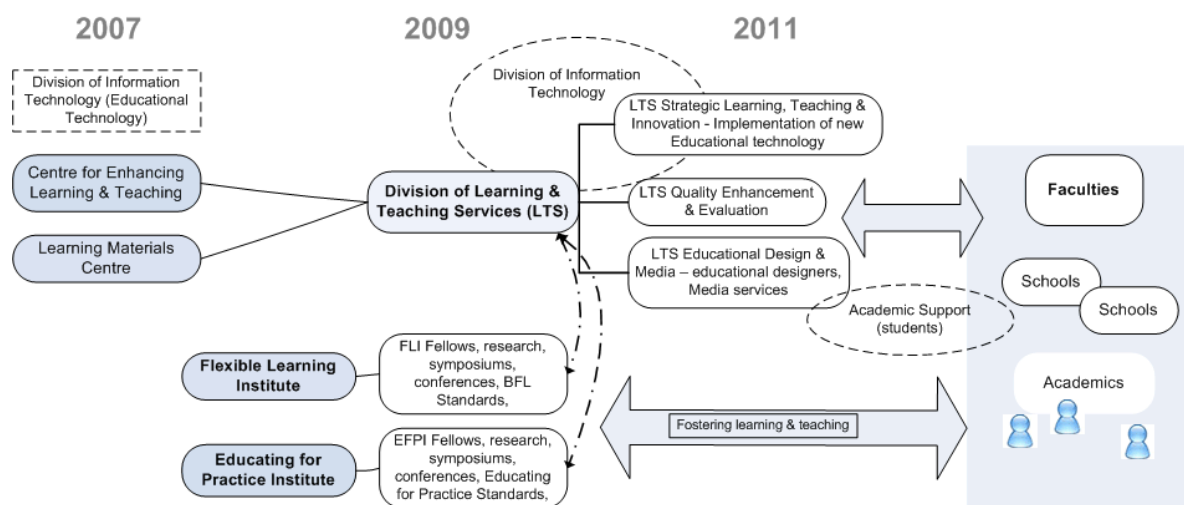 2007
2009
2011
Division of Information
Technology (Educational
Technology)
Centre for Enhancing
Learning & Teaching
Learning Materials
Centre
Division of Learning &
Teaching Services (LTS)
Division of Information
Technology
LTS Strategic Learning, Teaching &
Innovation - Implementation of new
Educational technology
LTS Quality Enhancement
& Evaluation
LTS Educational Design &
Media – educational designers,
Media services
Academic Support
(students)
Faculties
Schools
Schools
Academics
Flexible Learning
Institute
FLI Fellows, research,
symposiums,
conferences, BFL
Standards,
Educating for
Practice Institute
EFPI Fellows, research,
symposiums,
conferences, Educating
for Practice Standards,
Fostering learning & teaching